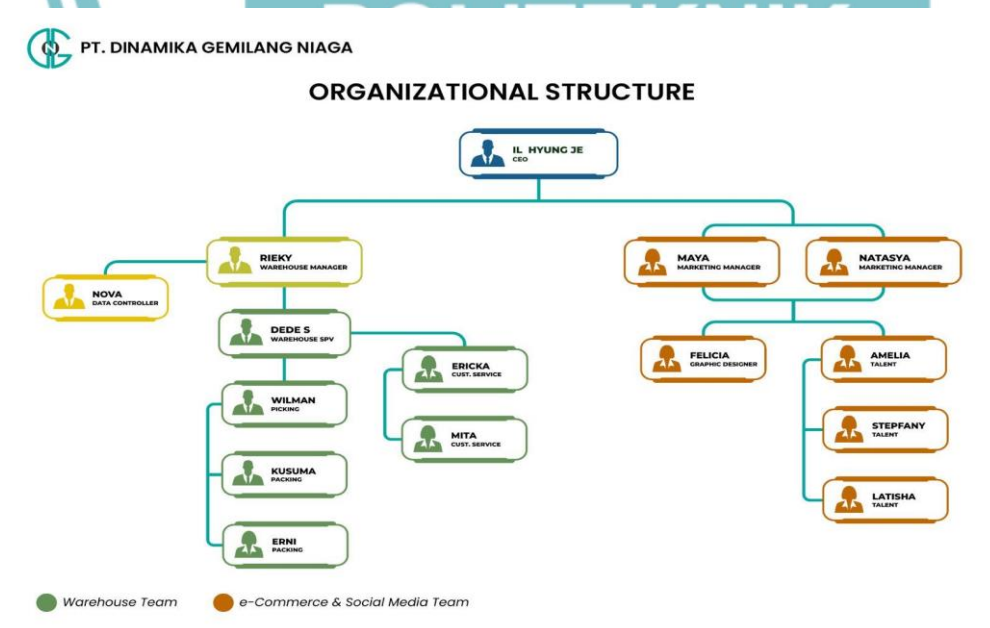 PT. DINAMIKA GEMILANG NIAGA
ORGANIZATIONAL STRUCTURE
IL HYUNG JE
CEO
RIEKY
WAREHOUSE MANAGER
MAYA
MARKETING MANAGER
NATASYA
MARKETING MANAGER
NOVA
DATA CONTROLLER
DEDE S
WAREHOUSE SPV
ERICKA
CUST. SERVICE
FELICIA
GRAPHIC DESIGNER
AMELIA
TALENT
WILMAN
PICKING
MITA
CUST. SERVICE
STEPFANY
TALENT
KUSUMA
PACKING
LATISHA
TALENT
ERNI
PACKING
Warehouse Team
e-Commerce & Social Media Team